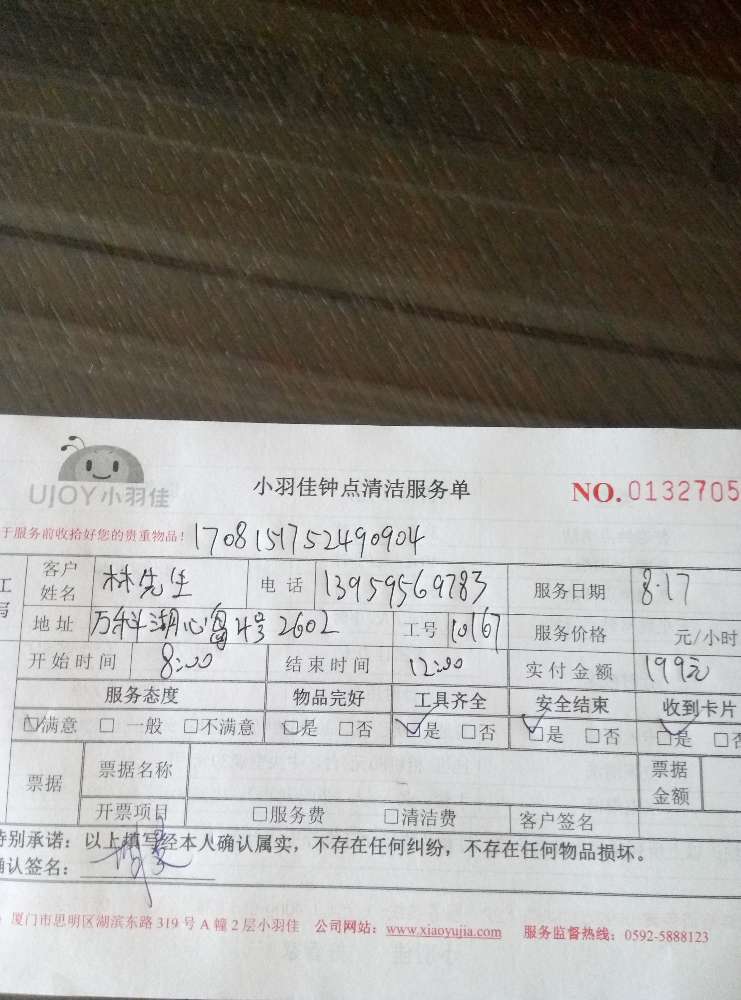 UJOY小羽佳
小羽佳钟点清洁服务单
NO.0132705
于服务前收拾好您的贵重物品!
1708151752490904
客户姓名 林先生 电话 13959569783 服务日期 8.17
地址 万科湖心岛4号2602 工号 10167 服务价格 元/小时
开始时间 8:00 结束时间 12:00 实付金额 199元
服务态度 物品完好 工具齐全 安全结束 收到卡片
满意 一般 不满意 是 否 是 否 是 否 是
票据 票据名称 票据金额
开票项目 服务费 清洁费 客户签名
特别承诺:以上填写经本人确认属实,不存在任何纠纷,不存在任何物品损坏。
确认签名:
厦门市思明区湖滨东路319号A幢2层小羽佳 公司网站:www.xiaoyujia.com 服务监督热线:0592-5888123